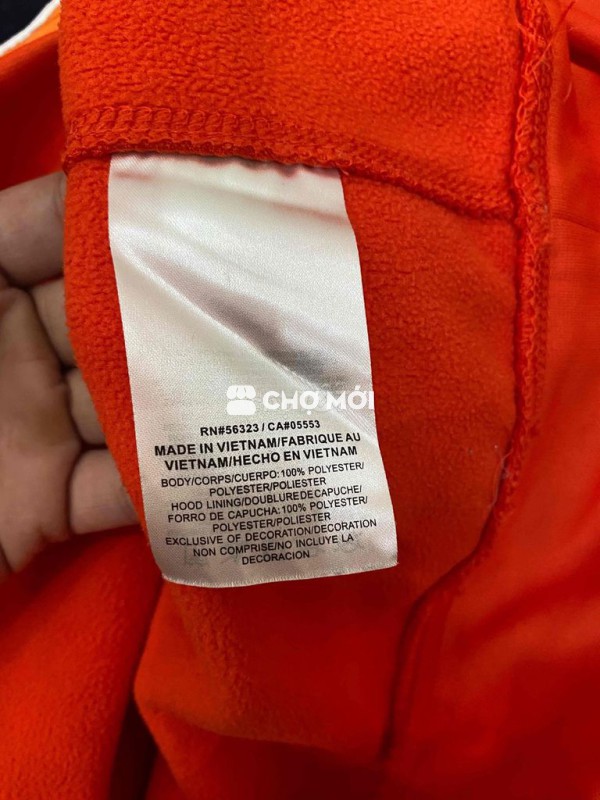 CHỢ MỚI
RN#56323 / CA#05553
MADE IN VIETNAM/FABRIQUE AU
VIETNAM/HECHO EN VIETNAM
BODY/CORPS/CUERPO:100% POLYESTER/
POLYESTER/POLIESTER
HOOD LINING/DOUBLURE DE CAPUCHE/
FORRO DE CAPUCHA:100% POLYESTER/
POLYESTER/POLIESTER
EXCLUSIVE OF DECORATION/DECORATION
NON COMPRISE/NO INCLUYE LA
DECORACION